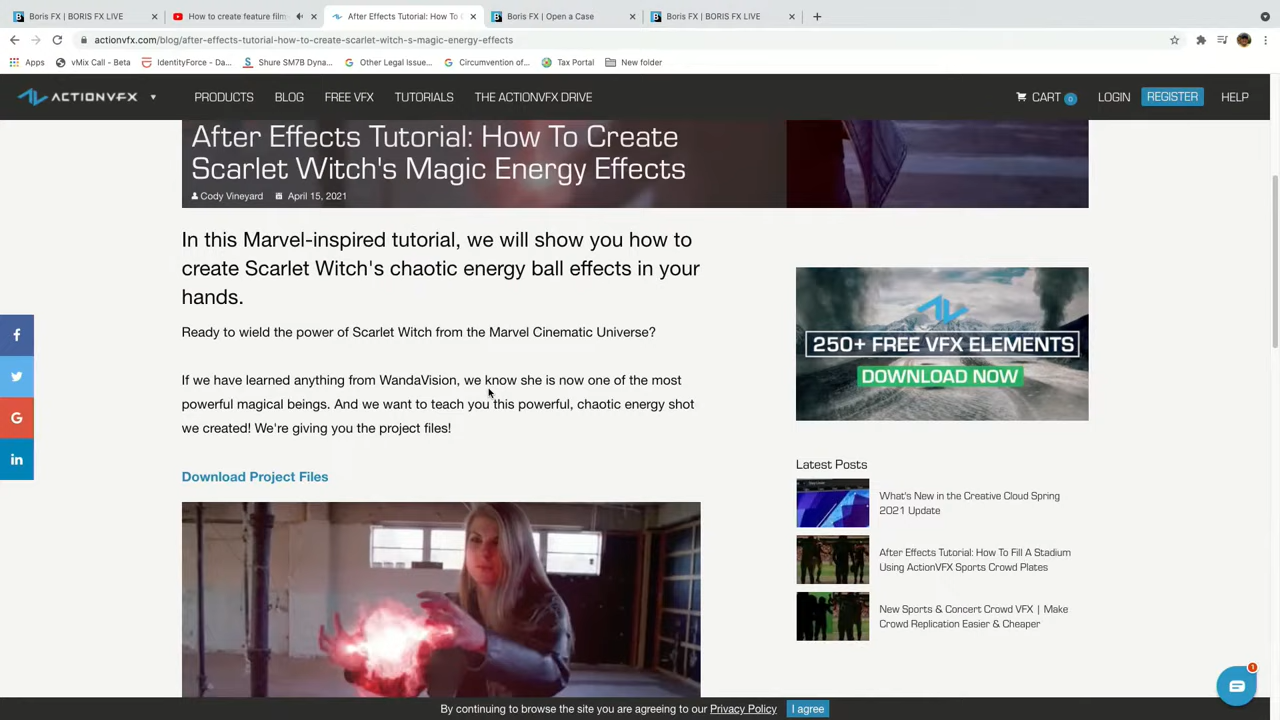 Boris FX | BORIS FX LIVE
How to create feature film
After Effects Tutorial: How To C
Boris FX | Open a Case
Boris FX | BORIS FX LIVE
actionvfx.com/blog/after-effects-tutorial-how-to-create-scarlet-witch-s-magic-energy-effects
Apps
vMix Call - Beta
IdentityForce - Da...
Shure SM7B Dyna...
Other Legal Issue...
Circumvention of...
Tax Portal
New folder
ACTIONVFX
PRODUCTS
BLOG
FREE VFX
TUTORIALS
THE ACTIONVFX DRIVE
CART 0
LOGIN
REGISTER
HELP
After Effects Tutorial: How To Create
Scarlet Witch's Magic Energy Effects
Cody Vineyard
April 15, 2021
In this Marvel-inspired tutorial, we will show you how to
create Scarlet Witch's chaotic energy ball effects in your
hands.
Ready to wield the power of Scarlet Witch from the Marvel Cinematic Universe?
If we have learned anything from WandaVision, we know she is now one of the most
powerful magical beings. And we want to teach you this powerful, chaotic energy shot
we created! We're giving you the project files!
Download Project Files
250+ FREE VFX ELEMENTS
DOWNLOAD NOW
Latest Posts
What's New in the Creative Cloud Spring
2021 Update
After Effects Tutorial: How To Fill A Stadium
Using ActionVFX Sports Crowd Plates
New Sports & Concert Crowd VFX | Make
Crowd Replication Easier & Cheaper
1
By continuing to browse the site you are agreeing to our Privacy Policy
I agree